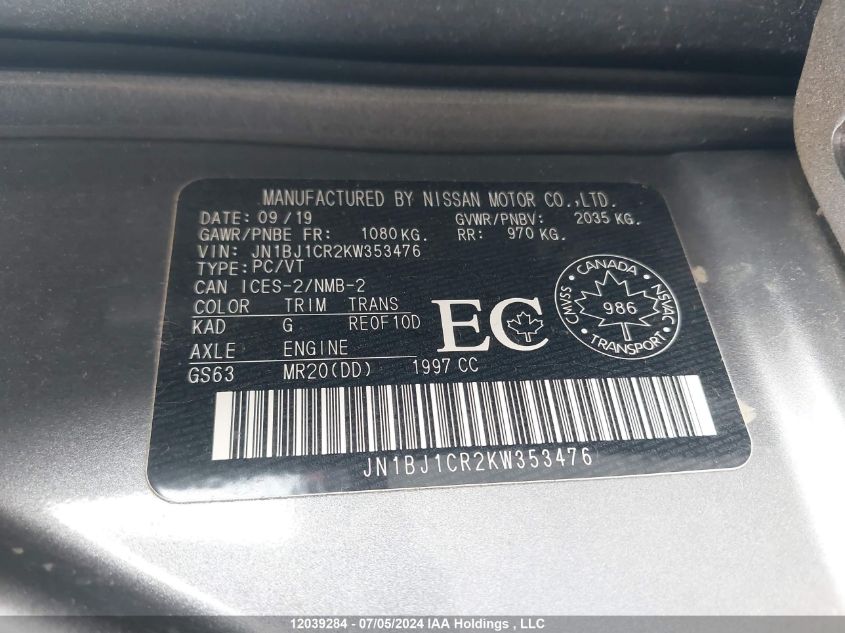 MANUFACTURED BY NISSAN MOTOR CO.,LTD.
DATE: 09/19 GVWR/PNBV: 2035 KG.
GAWR/PNBE FR: 1080 KG. RR: 970 KG.
VIN: JN1BJ1CR2KW353476
TYPE: PC/VT
CAN ICES-2/NMB-2
COLOR TRIM TRANS
KAD G RE0F10D
AXLE ENGINE
GS63 MR20(DD) 1997 CC
EC
CANADA
CMVSS 986 NSVAC
TRANSPORT
JN1BJ1CR2KW353476
12039284 - 07/05/2024 IAA Holdings , LLC